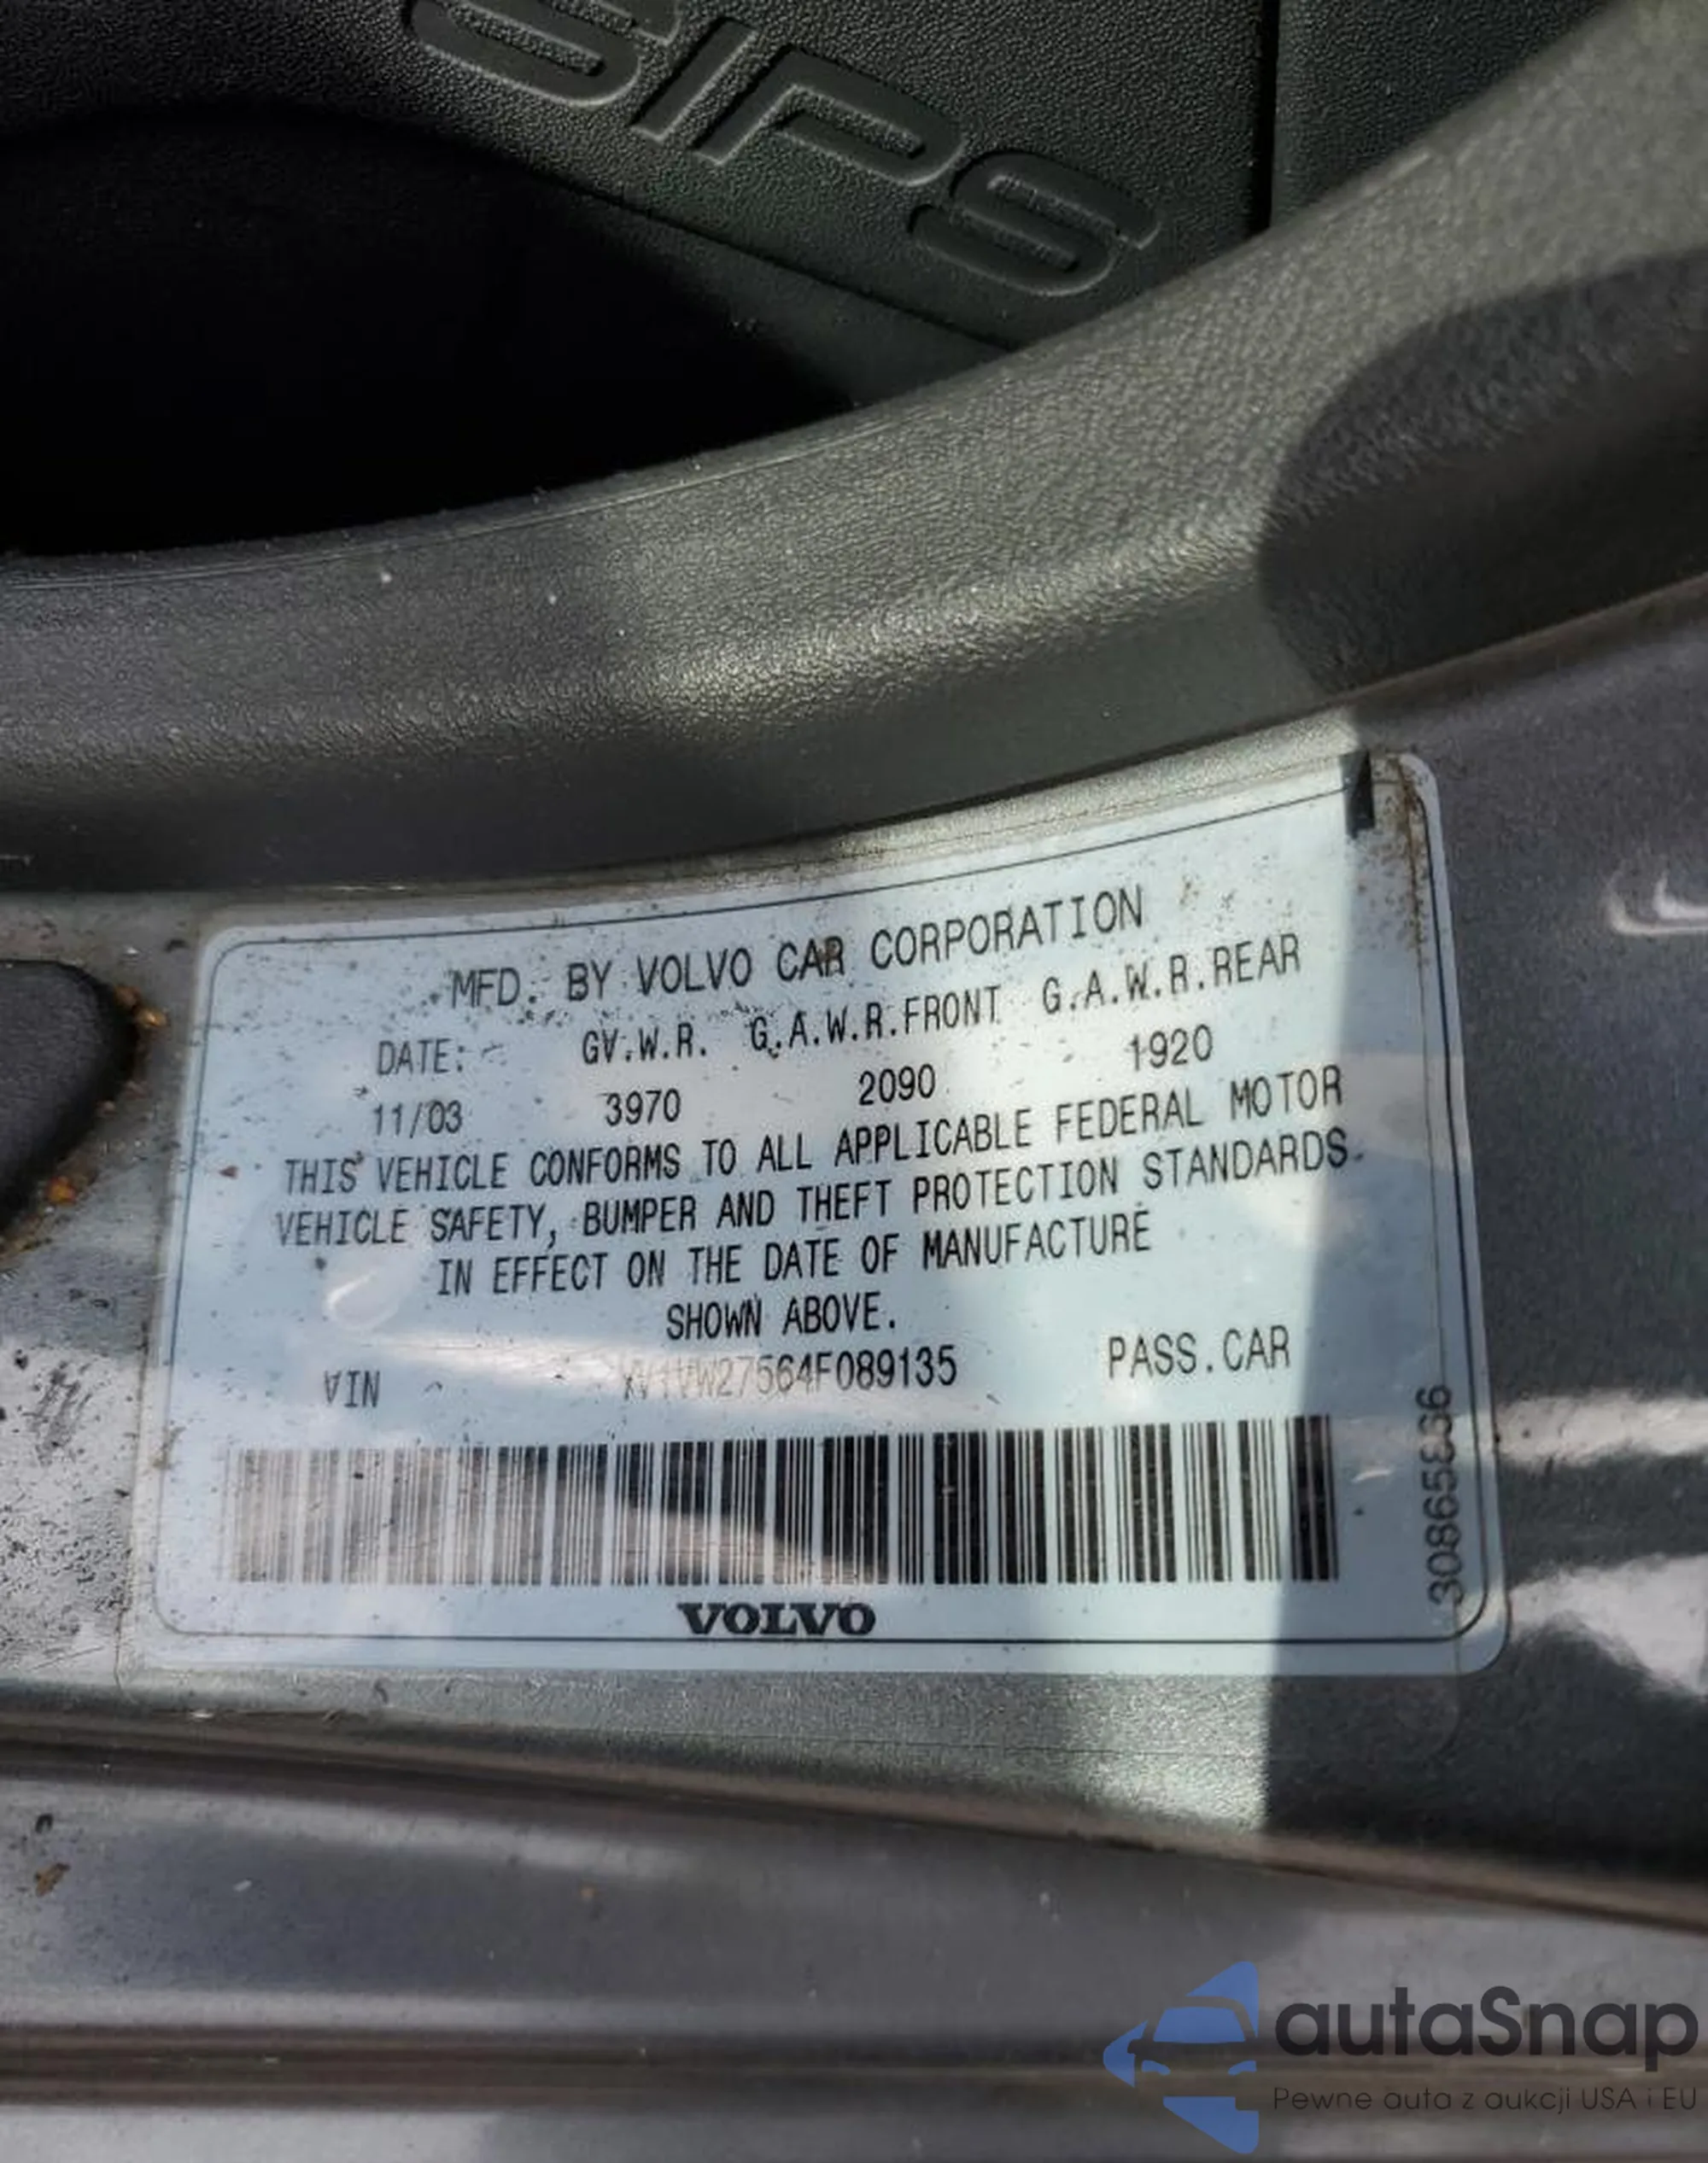 SIPS
MFD. BY VOLVO CAR CORPORATION
DATE: GV.W.R. G.A.W.R.FRONT G.A.W.R.REAR
11/03 3970 2090 1920
THIS VEHICLE CONFORMS TO ALL APPLICABLE FEDERAL MOTOR
VEHICLE SAFETY, BUMPER AND THEFT PROTECTION STANDARDS
IN EFFECT ON THE DATE OF MANUFACTURE
SHOWN ABOVE.
VIN PASS.CAR
VOLVO
autaSnap
Pewne auta z aukcji USA i EU